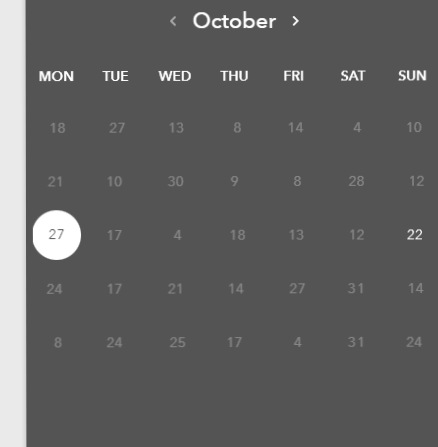 ‹ October ›
MON TUE WED THU FRI SAT SUN
18 27 13 8 14 4 10
21 10 30 9 8 28 12
27 17 4 18 13 12 22
24 17 21 14 27 31 14
8 24 25 17 4 31 24